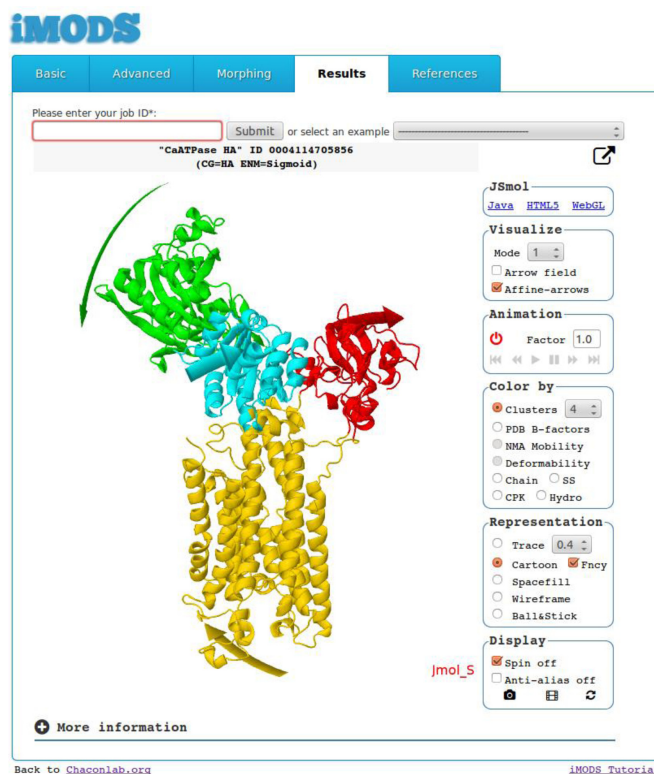 iMODS
Basic Advanced Morphing Results References
Please enter your job ID*:
Submit or select an example
"CaATPase HA" ID 0004114705856
(CG=HA ENM=Sigmoid)
JSmol
Java HTML5 WebGL
Visualize
Mode 1
Arrow field
Affine-arrows
Animation
Factor 1.0
Color by
Clusters 4
PDB B-factors
NMA Mobility
Deformability
Chain SS
CPK Hydro
Representation
Trace 0.4
Cartoon Fncy
Spacefill
Wireframe
Ball&Stick
Display
Jmol_S
Spin off
Anti-alias off
More information
Back to Chaconlab.org iMODS Tutoria